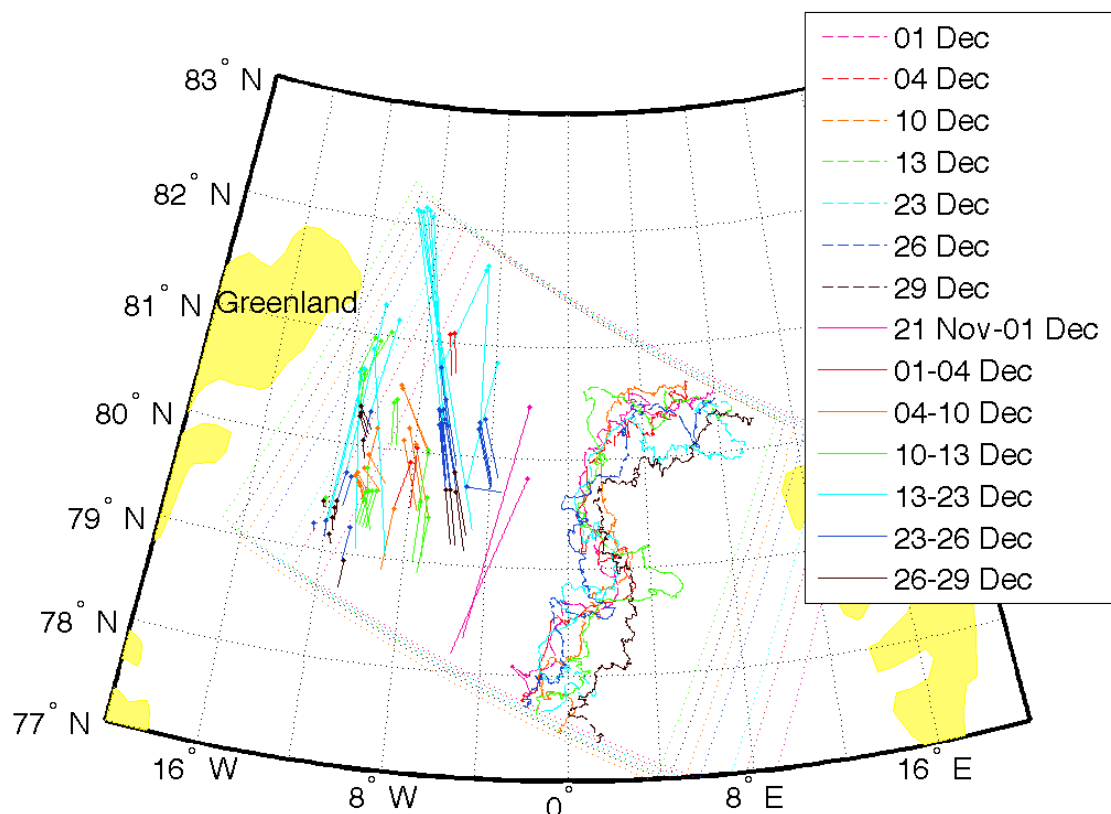 83° N
82° N
81° N
80° N
79° N
78° N
77° N
Greenland
16° W
8° W
0°
8° E
16° E
01 Dec
04 Dec
10 Dec
13 Dec
23 Dec
26 Dec
29 Dec
21 Nov-01 Dec
01-04 Dec
04-10 Dec
10-13 Dec
13-23 Dec
23-26 Dec
26-29 Dec